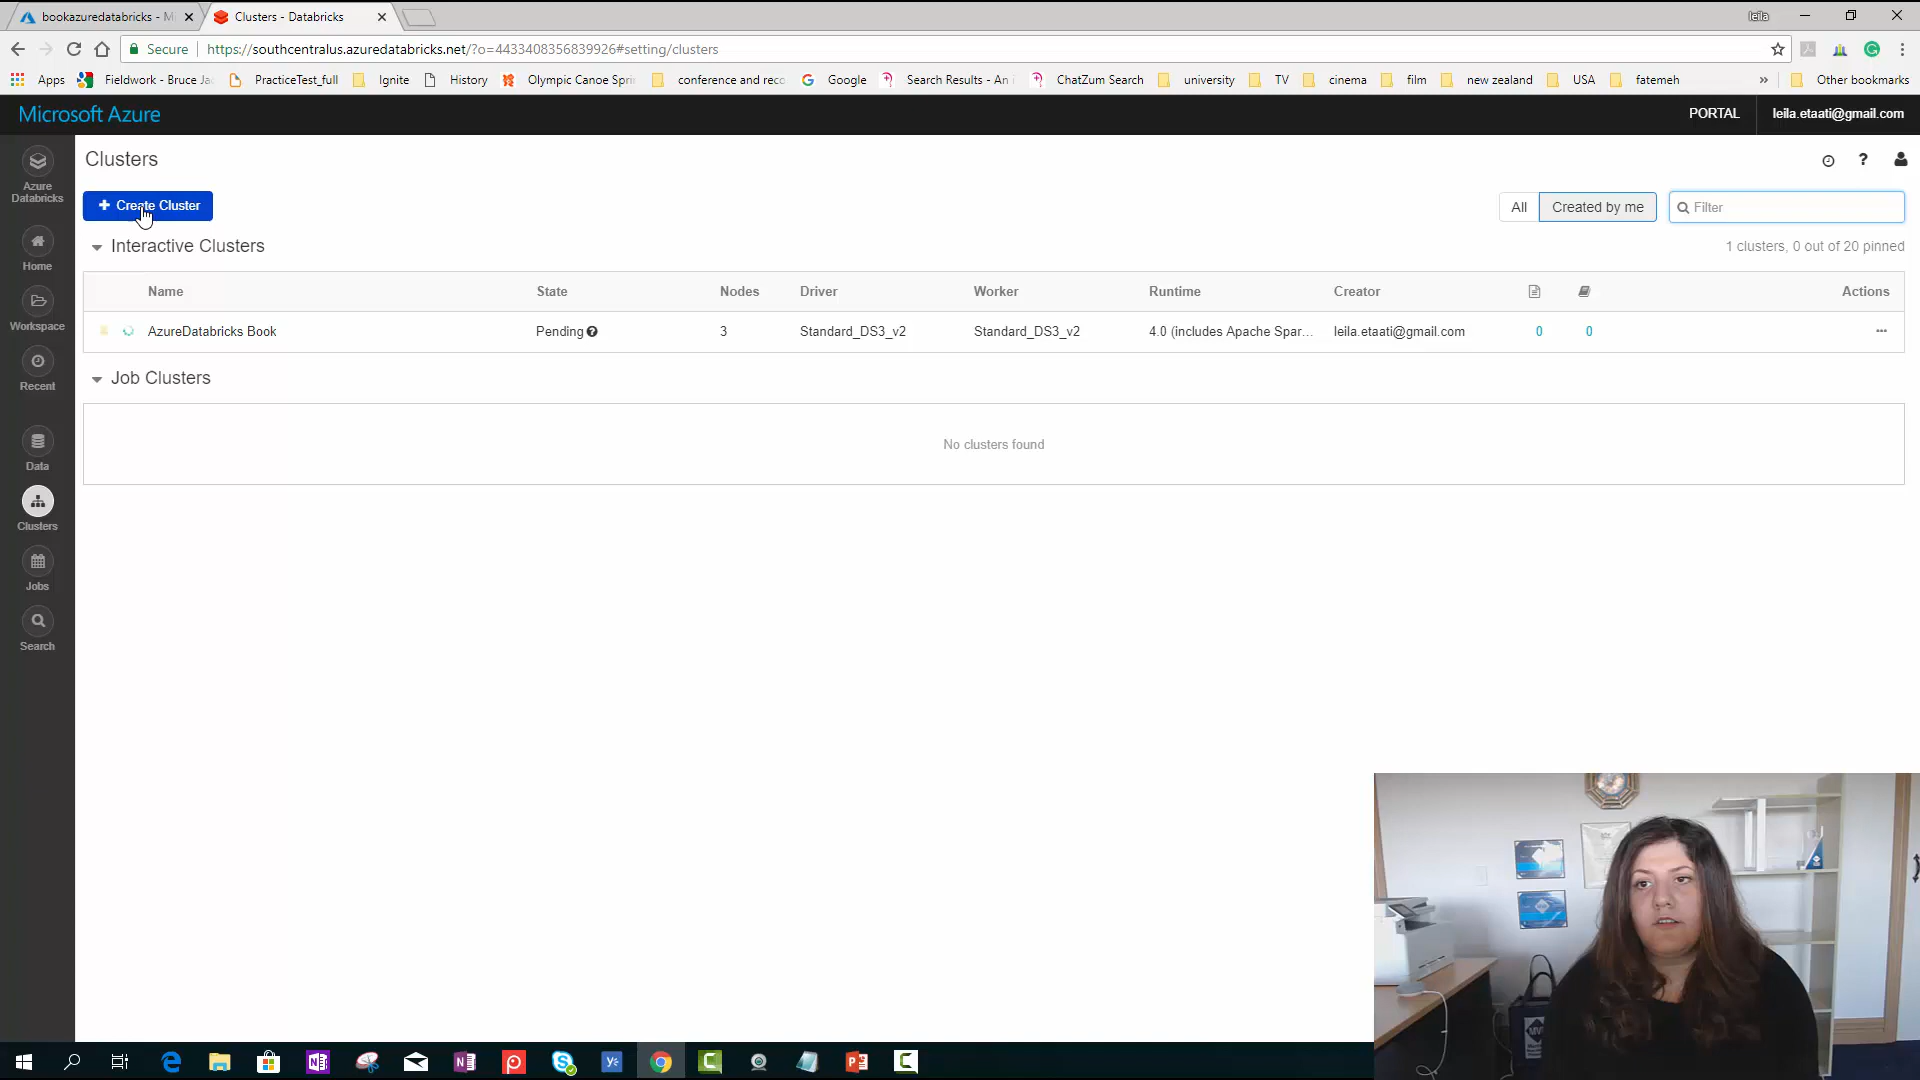 bookazuredatabricks - Mi
Clusters - Databricks
leila
Secure
https://southcentralus.azuredatabricks.net/?o=4433408356839926#setting/clusters
Apps
Fieldwork - Bruce Ja
PracticeTest_full
Ignite
History
Olympic Canoe Sprin
conference and reco
Google
Search Results - An
ChatZum Search
university
TV
cinema
film
new zealand
USA
fatemeh
»
Other bookmarks
Microsoft Azure
PORTAL
leila.etaati@gmail.com
Azure
Databricks
Home
Workspace
Recent
Data
Clusters
Jobs
Search
Clusters
?
+ Create Cluster
All
Created by me
Filter
Interactive Clusters
1 clusters, 0 out of 20 pinned
Name
State
Nodes
Driver
Worker
Runtime
Creator
Actions
AzureDatabricks Book
Pending
3
Standard_DS3_v2
Standard_DS3_v2
4.0 (includes Apache Spar…
leila.etaati@gmail.com
0
0
···
Job Clusters
No clusters found